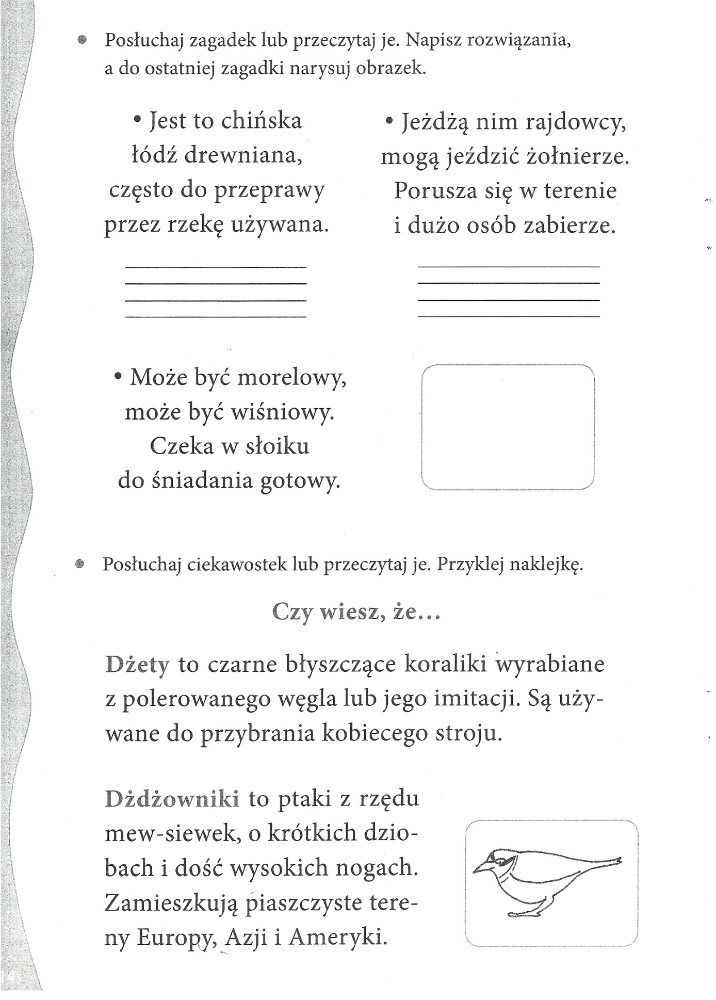 Posłuchaj zagadek lub przeczytaj je. Napisz rozwiązania,
a do ostatniej zagadki narysuj obrazek.
• Jest to chińska
łódź drewniana,
często do przeprawy
przez rzekę używana.
• Jeżdżą nim rajdowcy,
mogą jeździć żołnierze.
Porusza się w terenie
i dużo osób zabierze.
• Może być morelowy,
może być wiśniowy.
Czeka w słoiku
do śniadania gotowy.
Posłuchaj ciekawostek lub przeczytaj je. Przyklej naklejkę.
Czy wiesz, że...
Dżety to czarne błyszczące koraliki wyrabiane
z polerowanego węgla lub jego imitacji. Są uży-
wane do przybrania kobiecego stroju.
Dżdżowniki to ptaki z rzędu
mew-siewek, o krótkich dzio-
bach i dość wysokich nogach.
Zamieszkują piaszczyste tere-
ny Europy, Azji i Ameryki.
14